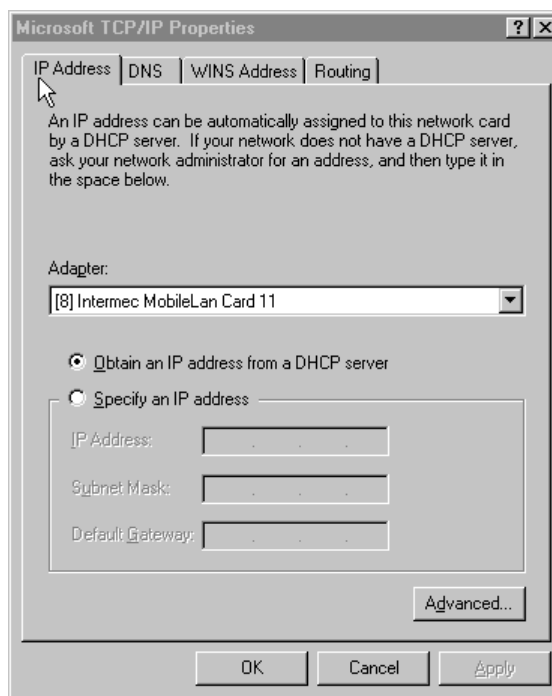 Microsoft TCP/IP Properties
IP Address DNS WINS Address Routing
An IP address can be automatically assigned to this network card
by a DHCP server. If your network does not have a DHCP server,
ask your network administrator for an address, and then type it in
the space below.
Adapter:
[8] Intermec MobileLan Card 11
Obtain an IP address from a DHCP server
Specify an IP address
IP Address:
Subnet Mask:
Default Gateway:
Advanced...
OK Cancel Apply